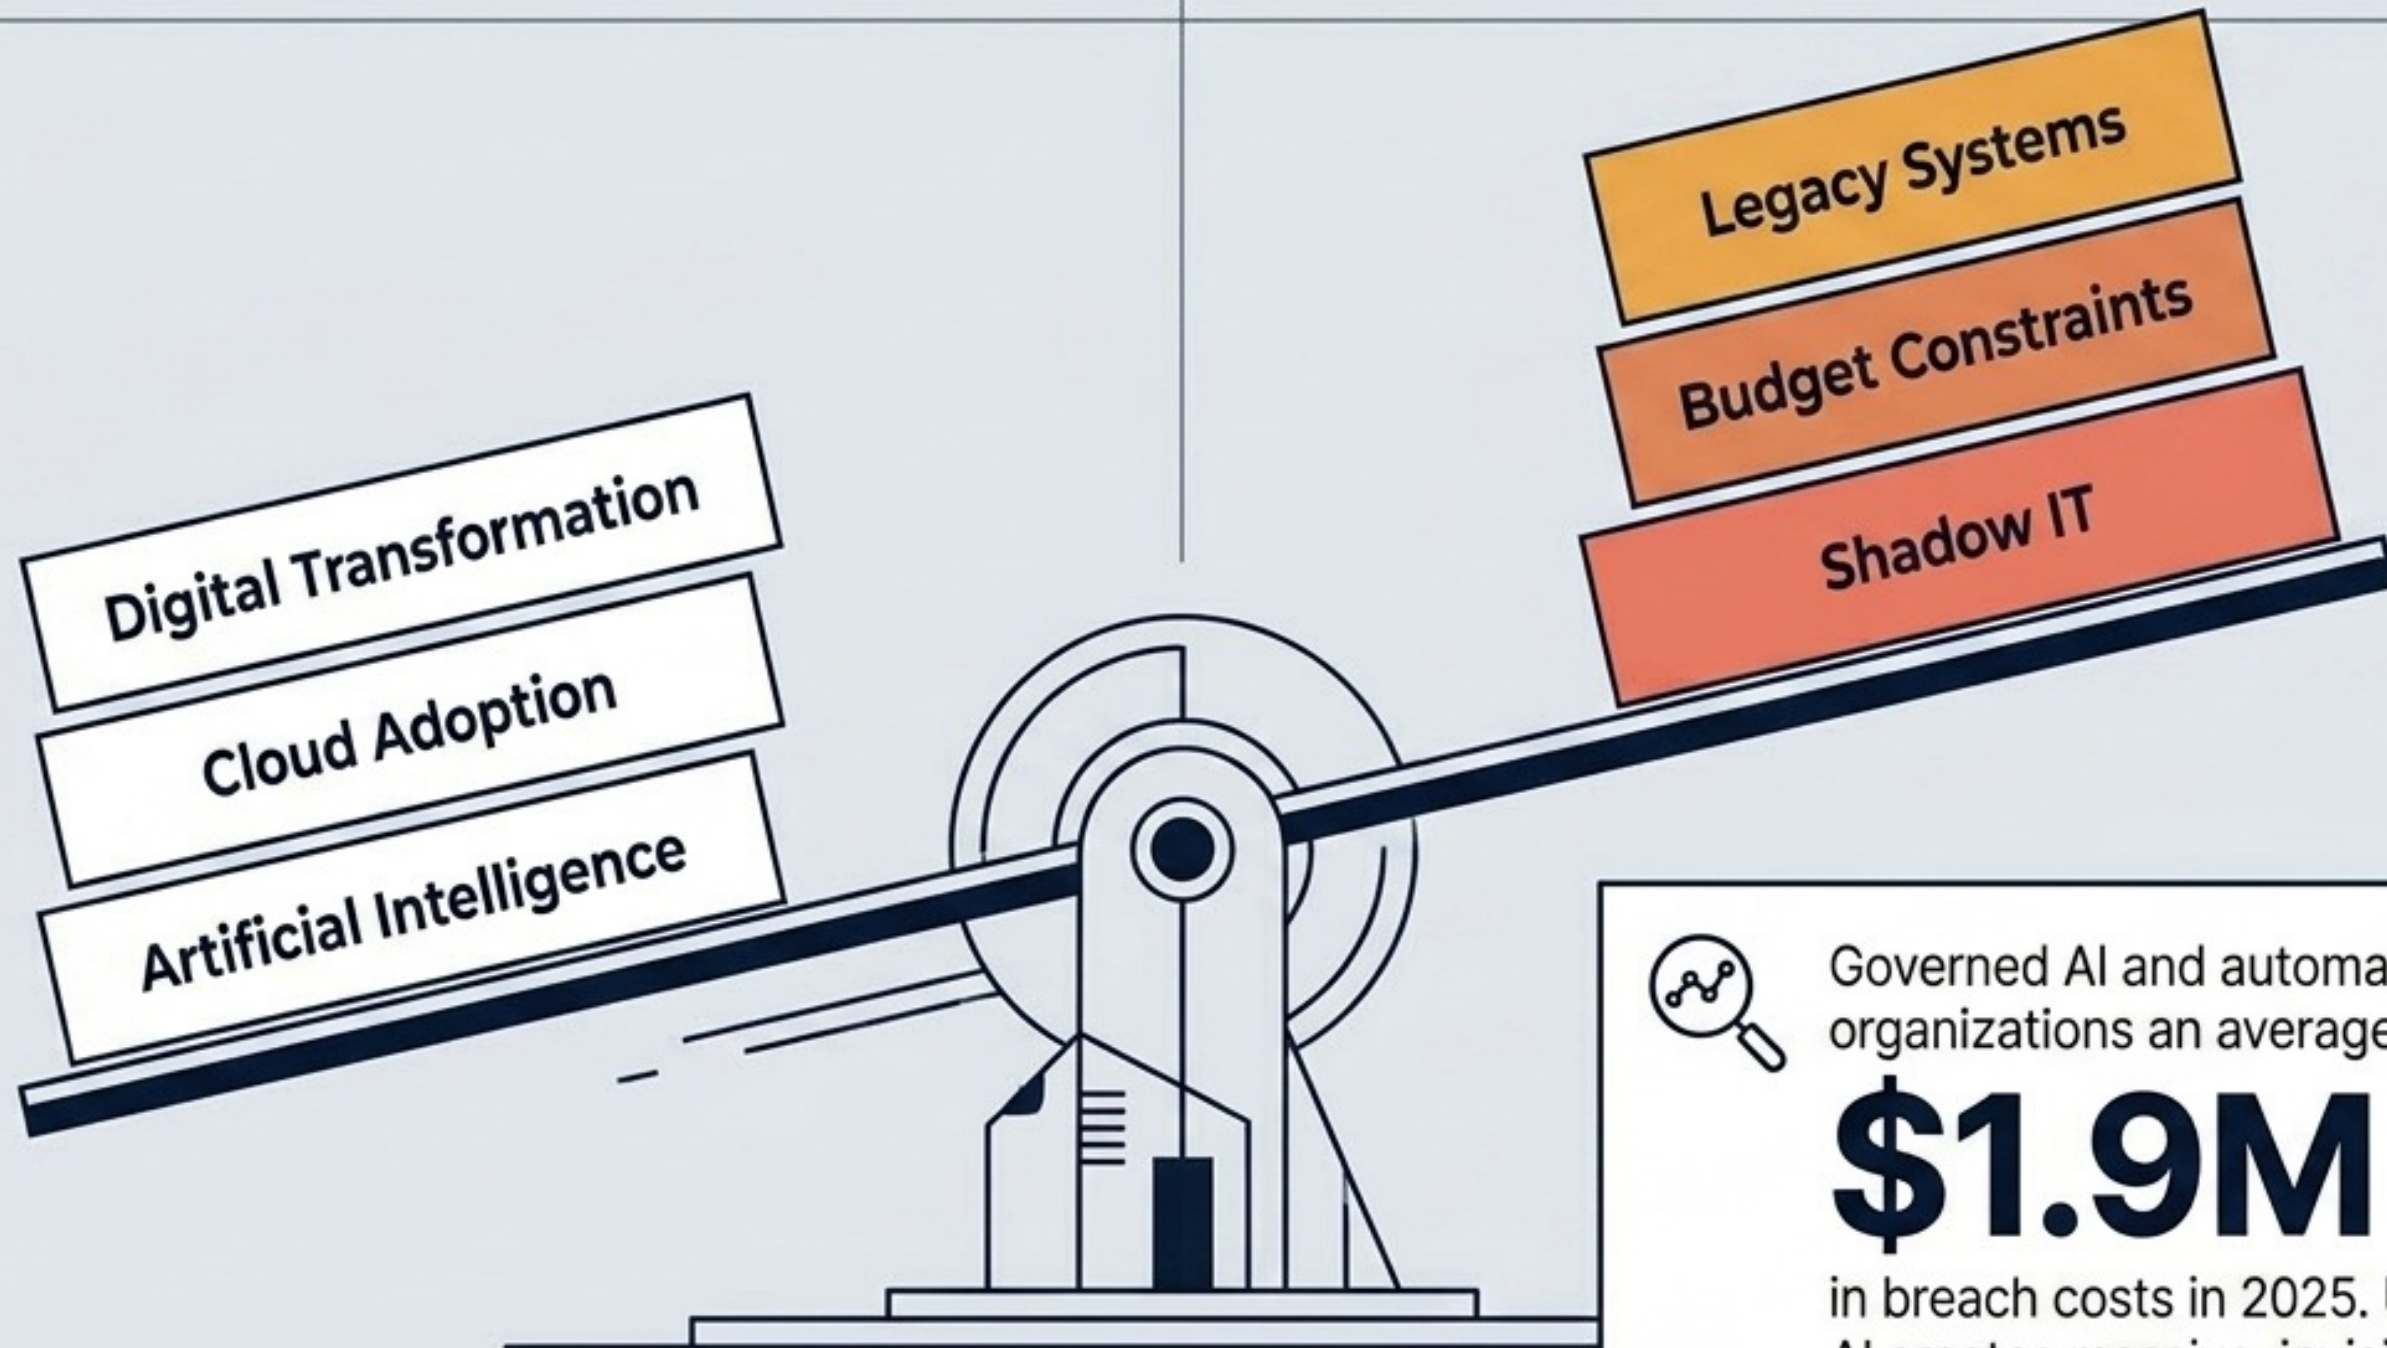 Digital Transformation
Cloud Adoption
Artificial Intelligence
Legacy Systems
Budget Constraints
Shadow IT
Governed AI and automa
organizations an average
$1.9M
in breach costs in 2025.